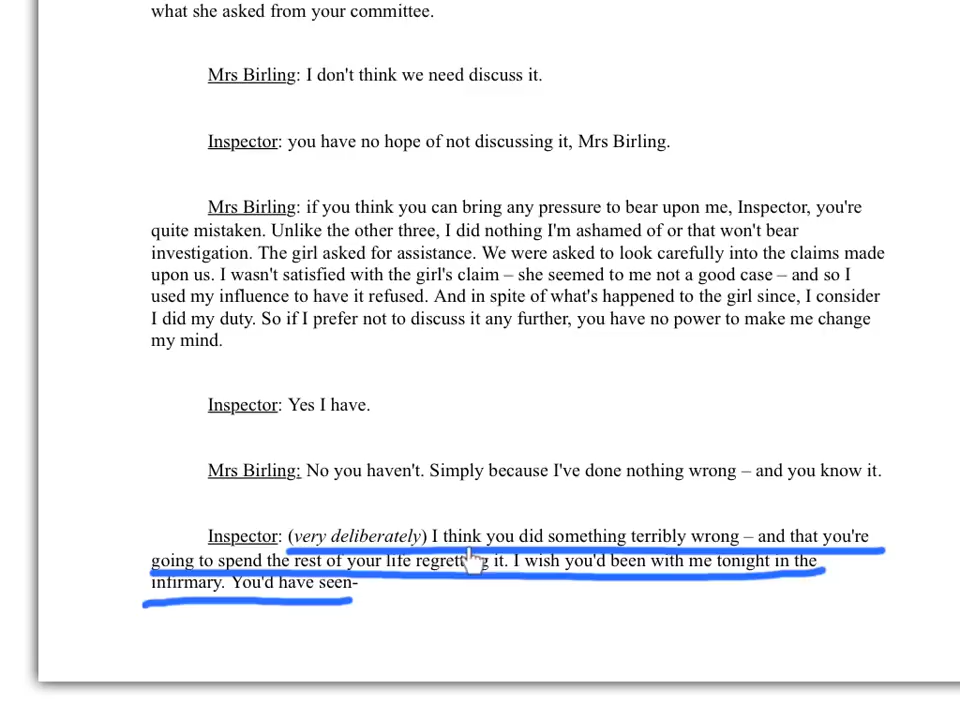 what she asked from your committee.
Mrs Birling: I don't think we need discuss it.
Inspector: you have no hope of not discussing it, Mrs Birling.
Mrs Birling: if you think you can bring any pressure to bear upon me, Inspector, you're
quite mistaken. Unlike the other three, I did nothing I'm ashamed of or that won't bear
investigation. The girl asked for assistance. We were asked to look carefully into the claims made
upon us. I wasn't satisfied with the girl's claim – she seemed to me not a good case – and so I
used my influence to have it refused. And in spite of what's happened to the girl since, I consider
I did my duty. So if I prefer not to discuss it any further, you have no power to make me change
my mind.
Inspector: Yes I have.
Mrs Birling: No you haven't. Simply because I've done nothing wrong – and you know it.
Inspector: (very deliberately) I think you did something terribly wrong – and that you're
going to spend the rest of your life regretting it. I wish you'd been with me tonight in the
infirmary. You'd have seen-